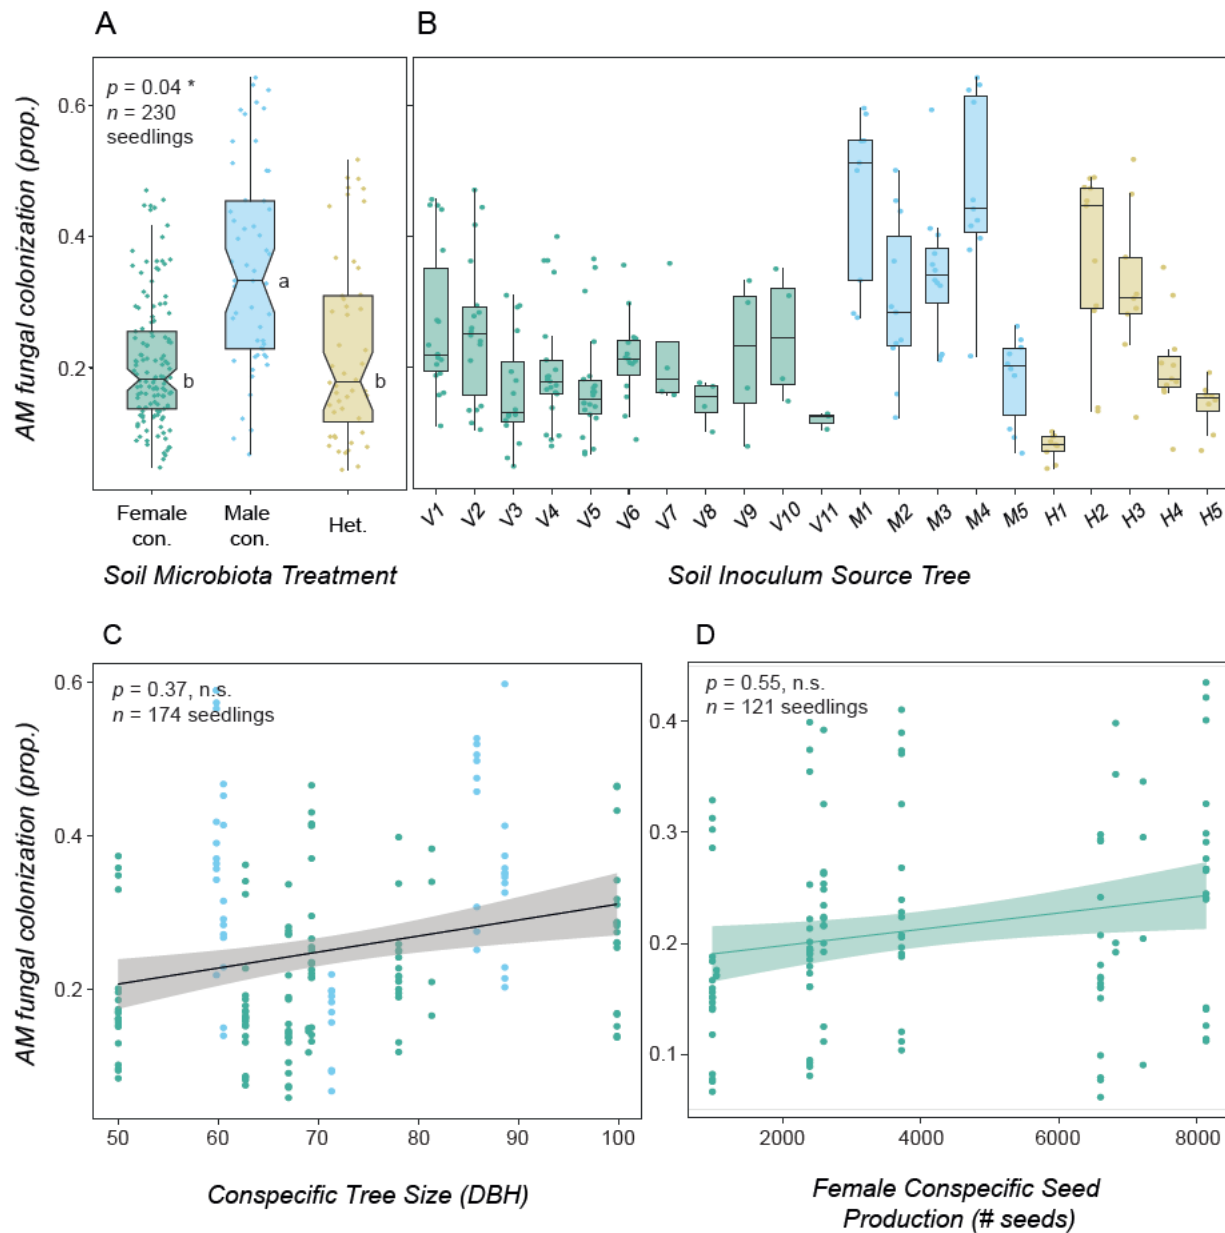 A
B
AM fungal colonization (prop.)
0.6
0.4
0.2
p = 0.04 *
n = 230
seedlings
b
a
b
Female
con.
Male
con.
Het.
V1
V2
V3
V4
V5
V6
V7
V8
V9
V10
V11
M1
M2
M3
M4
M5
H1
H2
H3
H4
H5
Soil Microbiota Treatment
Soil Inoculum Source Tree
C
D
AM fungal colonization (prop.)
0.6
0.4
0.2
p = 0.37, n.s.
n = 174 seedlings
50
60
70
80
90
100
Conspecific Tree Size (DBH)
0.4
0.3
0.2
0.1
p = 0.55, n.s.
n = 121 seedlings
2000
4000
6000
8000
Female Conspecific Seed
Production (# seeds)